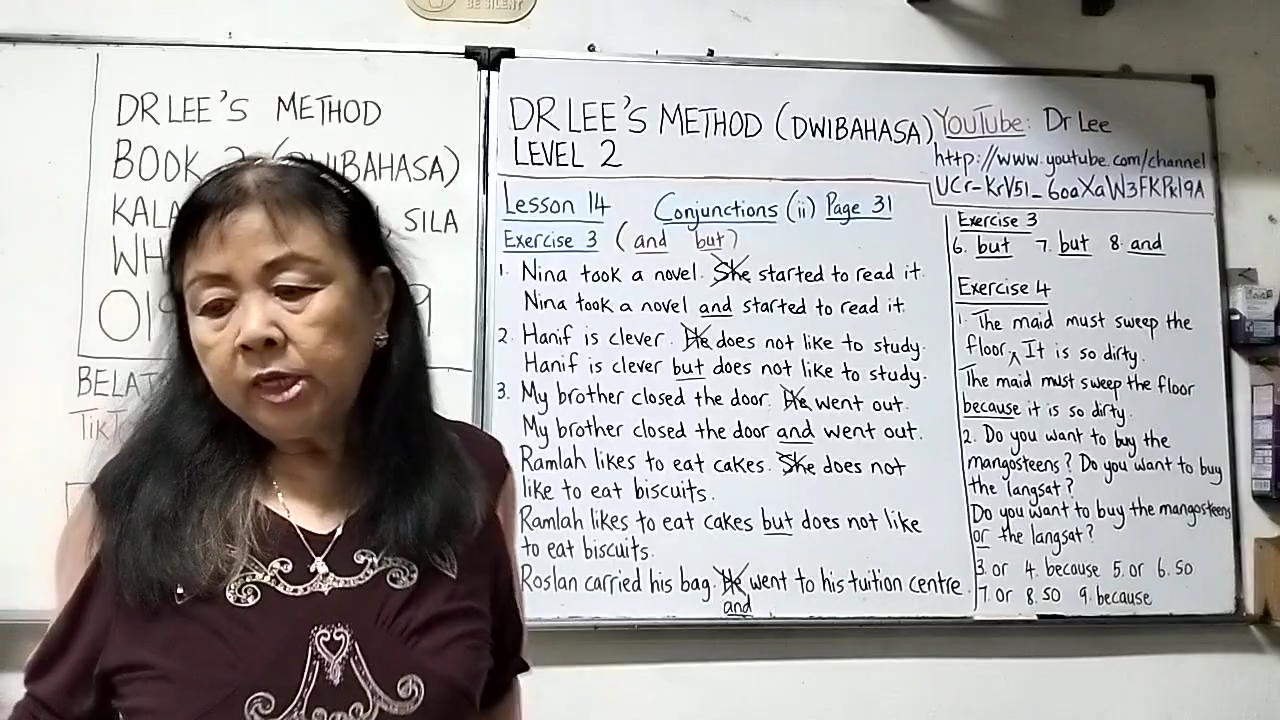 BE SILENT
DR LEE'S METHOD
BOOK 2 (DWIBAHASA)
SILA
BELAT
DR LEE'S METHOD (DWIBAHASA)
LEVEL 2
YouTube: Dr Lee
http://www.youtube.com/channel
UCr-KrV5l_6oaXaW3FKPkl9A
Lesson 14 Conjunctions (ii) Page 31
Exercise 3 (and but)
1. Nina took a novel. She started to read it.
Nina took a novel and started to read it.
2. Hanif is clever. He does not like to study.
Hanif is clever but does not like to study.
3. My brother closed the door. He went out.
My brother closed the door and went out.
Ramlah likes to eat cakes. She does not
like to eat biscuits.
Ramlah likes to eat cakes but does not like
to eat biscuits.
Roslan carried his bag. He went to his tuition centre.
and
Exercise 3
6. but 7. but 8. and
Exercise 4
1. The maid must sweep the
floor. It is so dirty.
The maid must sweep the floor
because it is so dirty.
2. Do you want to buy the
mangosteens? Do you want to buy
the langsat?
Do you want to buy the mangosteens
or the langsat?
3 or 4. because 5. or 6. so
7. or 8. so 9. because